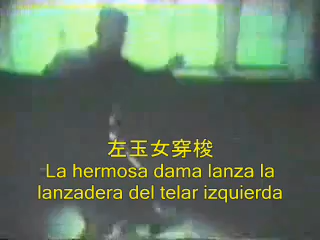 左玉女穿梭
La hermosa dama lanza la
lanzadera del telar izquierda